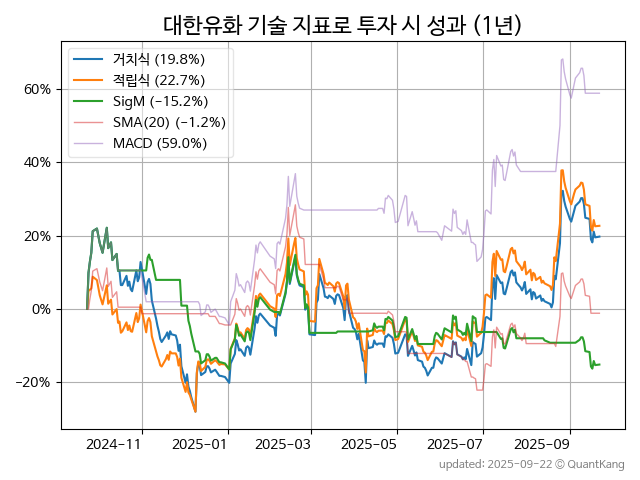 대한유화 기술 지표로 투자 시 성과 (1년)
거치식 (19.8%)
적립식 (22.7%)
SigM (−15.2%)
SMA(20) (−1.2%)
MACD (59.0%)
60%
40%
20%
0%
−20%
2024-11 2025-01 2025-03 2025-05 2025-07 2025-09
updated: 2025-09-22 © QuantKang